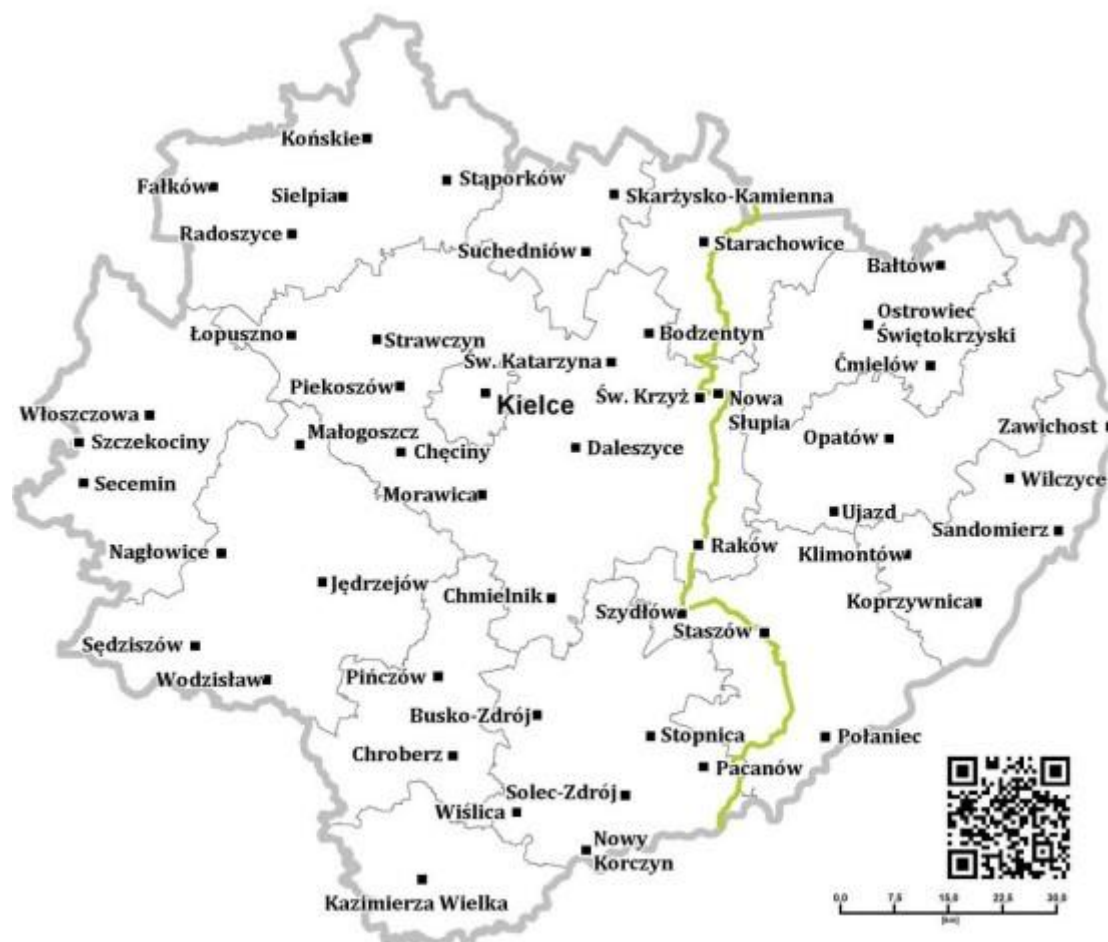 Końskie
Stąporków
Fałków
Sielpia
Skarżysko-Kamienna
Radoszyce
Starachowice
Suchedniów
Bałtów
Ostrowiec
Świętokrzyski
Łopuszno
Strawczyn
Bodzentyn
Św. Katarzyna
Ćmielów
Piekoszów
Kielce
Św. Krzyż
Nowa
Słupia
Włoszczowa
Małogoszcz
Zawichost
Szczekociny
Chęciny
Daleszyce
Opatów
Secemin
Morawica
Wilczyce
Ujazd
Sandomierz
Nagłowice
Raków
Klimontów
Jędrzejów
Chmielnik
Szydłów
Koprzywnica
Staszów
Sędziszów
Wodzisław
Pińczów
Busko-Zdrój
Stopnica
Połaniec
Chroberz
Pacanów
Solec-Zdrój
Wiślica
Nowy
Korczyn
Kazimierza Wielka
0,0 7,5 15,0 22,5 30,0
[km]